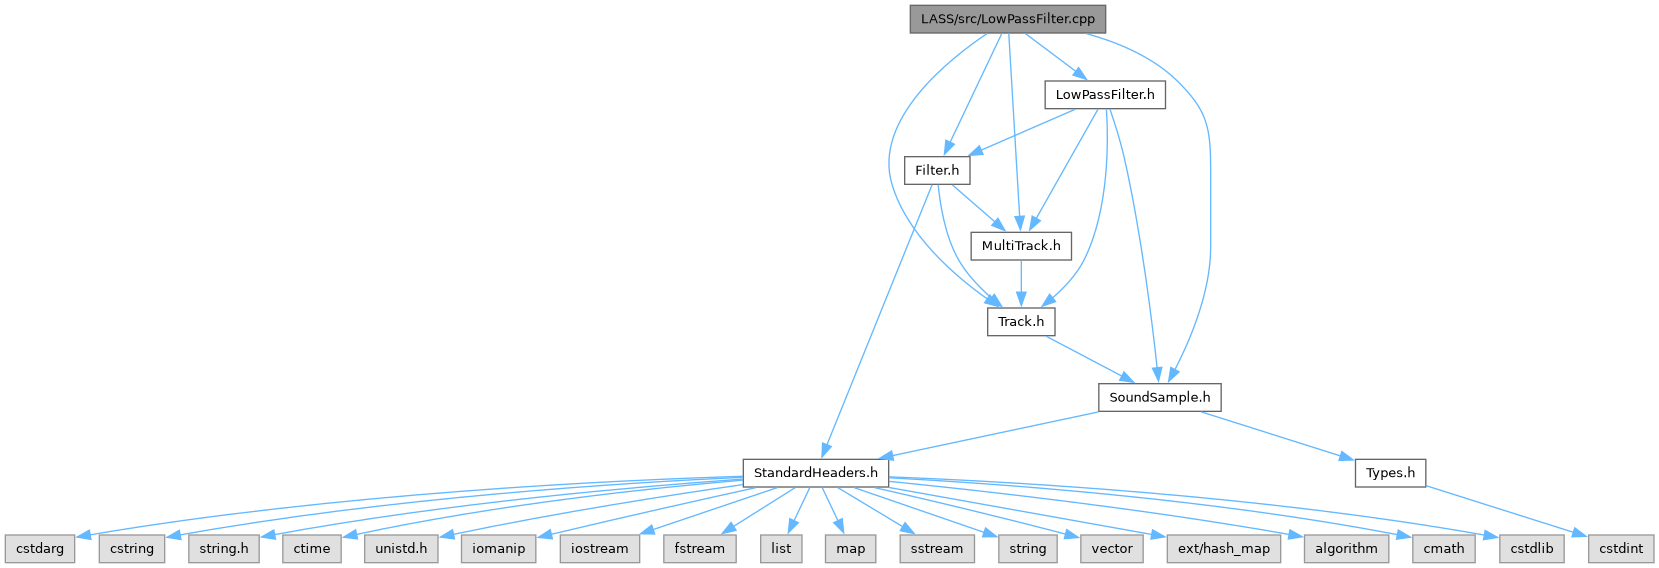 LASS/src/LowPassFilter.cpp
LowPassFilter.h
Filter.h
MultiTrack.h
Track.h
SoundSample.h
StandardHeaders.h
Types.h
cstdarg
cstring
string.h
ctime
unistd.h
iomanip
iostream
fstream
list
map
sstream
string
vector
ext/hash_map
algorithm
cmath
cstdlib
cstdint